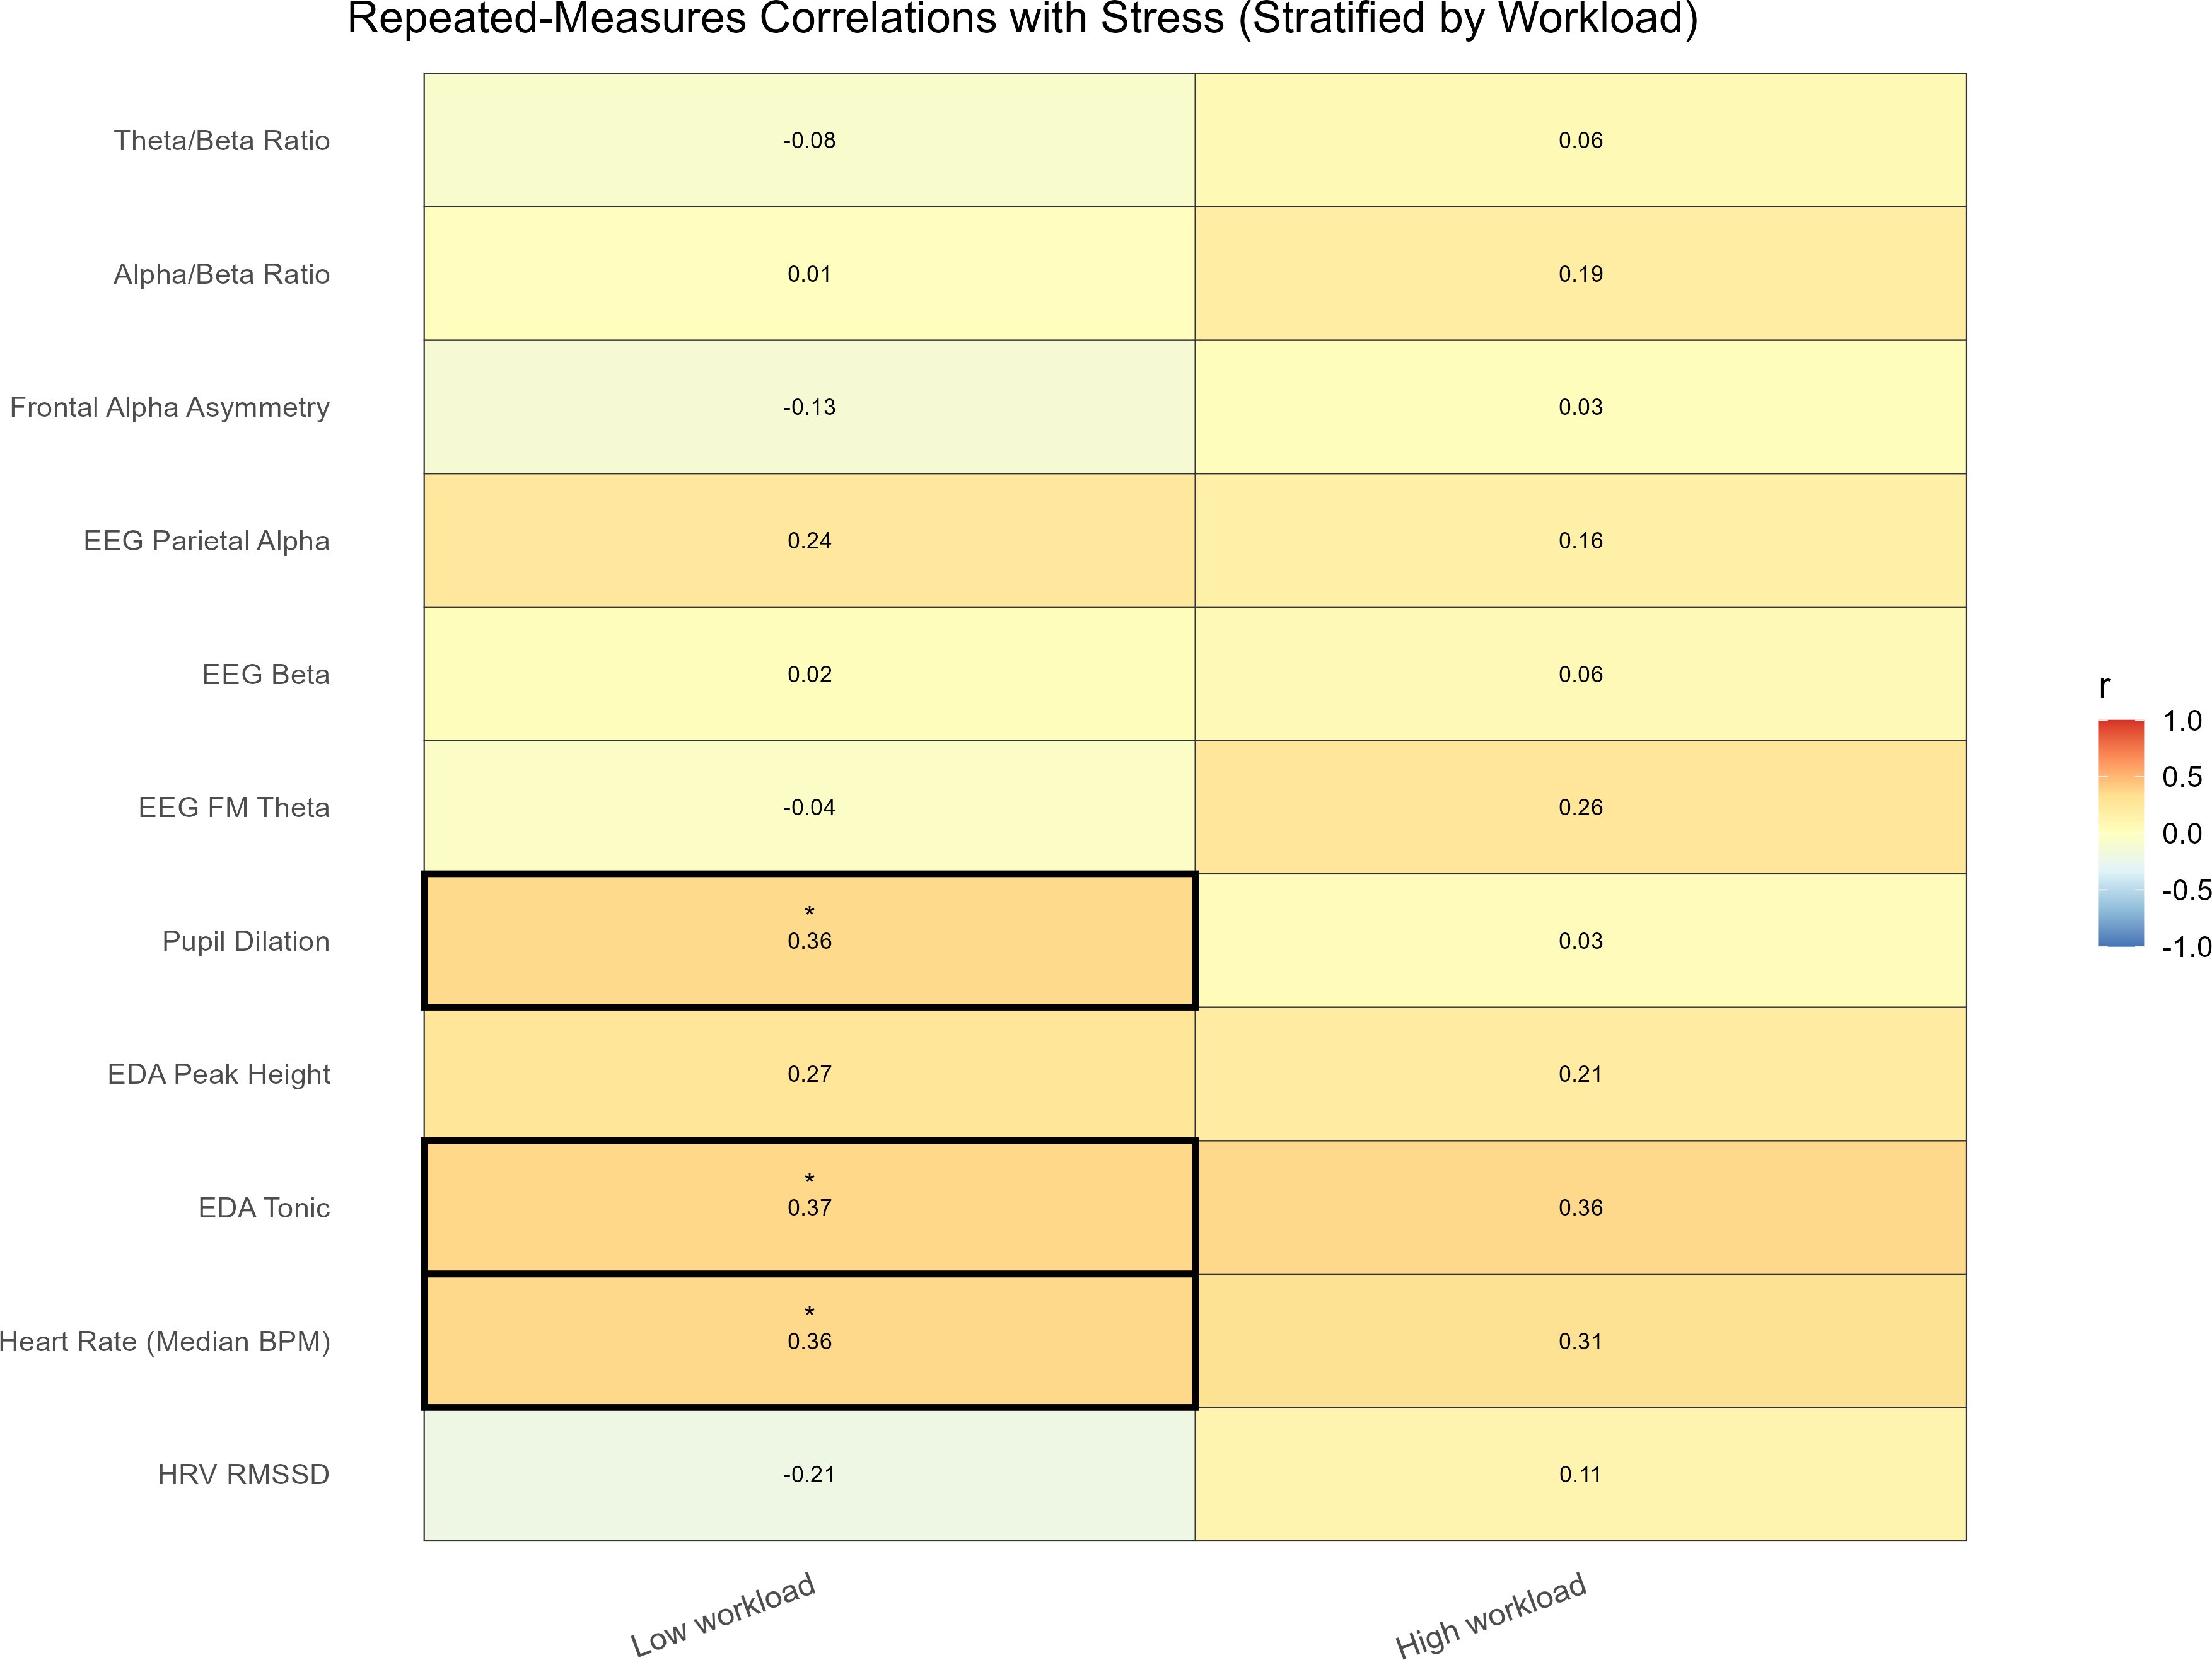 Repeated-Measures Correlations with Stress (Stratified by Workload)
Theta/Beta Ratio -0.08 0.06
Alpha/Beta Ratio 0.01 0.19
Frontal Alpha Asymmetry -0.13 0.03
EEG Parietal Alpha 0.24 0.16
EEG Beta 0.02 0.06
EEG FM Theta -0.04 0.26
*
Pupil Dilation 0.36 0.03
EDA Peak Height 0.27 0.21
*
EDA Tonic 0.37 0.36
*
Heart Rate (Median BPM) 0.36 0.31
HRV RMSSD -0.21 0.11
Low workload High workload
r
1.0
0.5
0.0
-0.5
-1.0